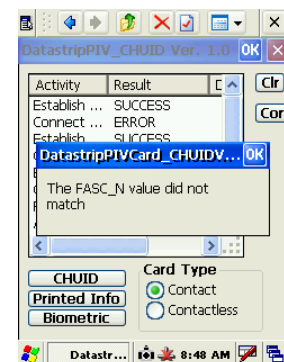 DatastripPIV_CHUID Ver. 1.0 OK
Activity Result
Clr
Establish ... SUCCESS
Connect ... ERROR
Establish SUCCESS
DatastripPIVCard_CHUIDV... OK
The FASC_N value did not
match
CHUID
Printed Info
Biometric
Card Type
Contact
Contactless
Datastr... 8:48 AM